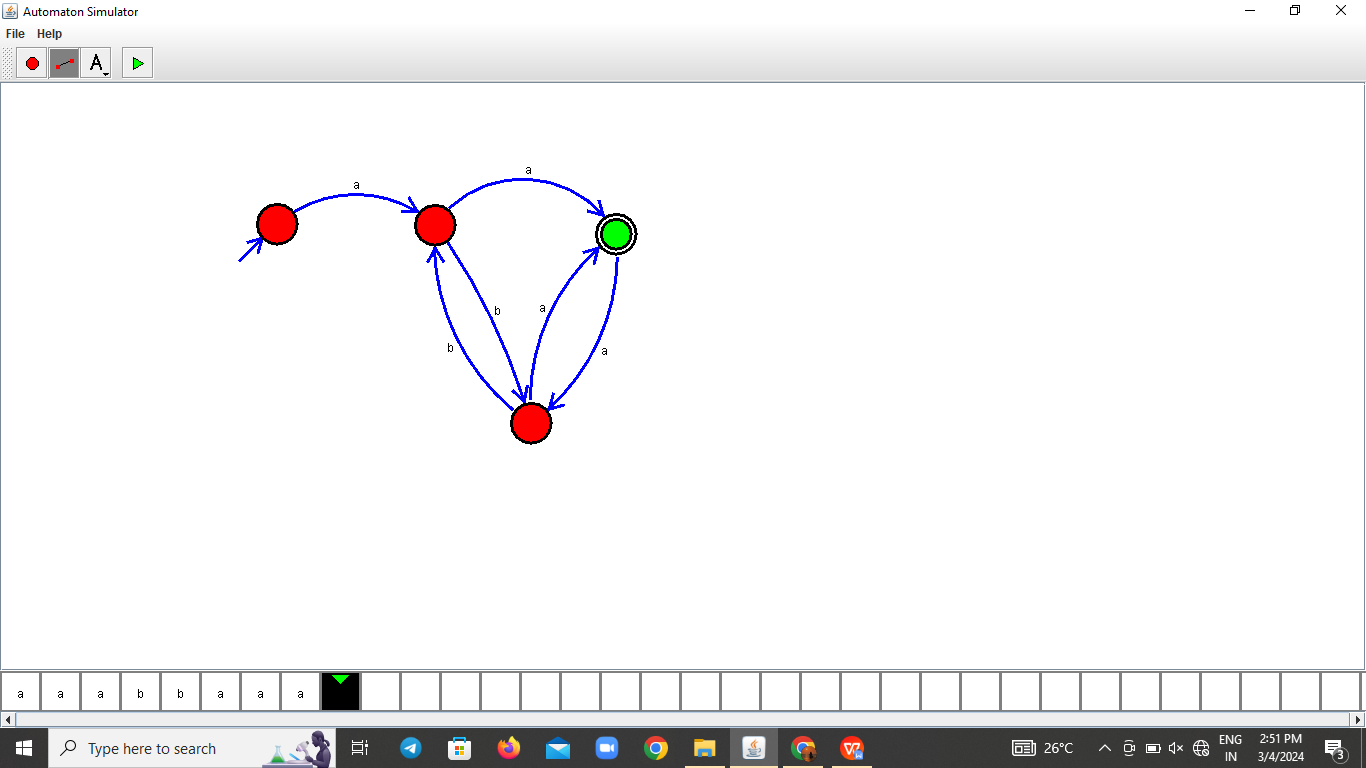 Automaton Simulator
File Help
A
a
a
b
a
b
a
a a a b b a a a
Type here to search
26°C
ENG
IN
2:51 PM
3/4/2024
3